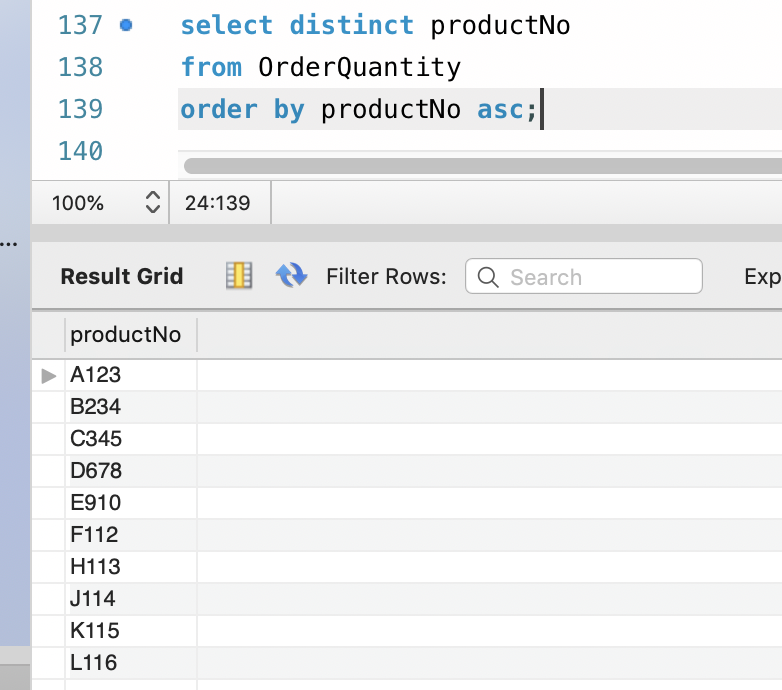 137 select distinct productNo
138 from OrderQuantity
139 order by productNo asc;
140
100% 24:139
...
Result Grid Filter Rows: Search Exp
productNo
A123
B234
C345
D678
E910
F112
H113
J114
K115
L116